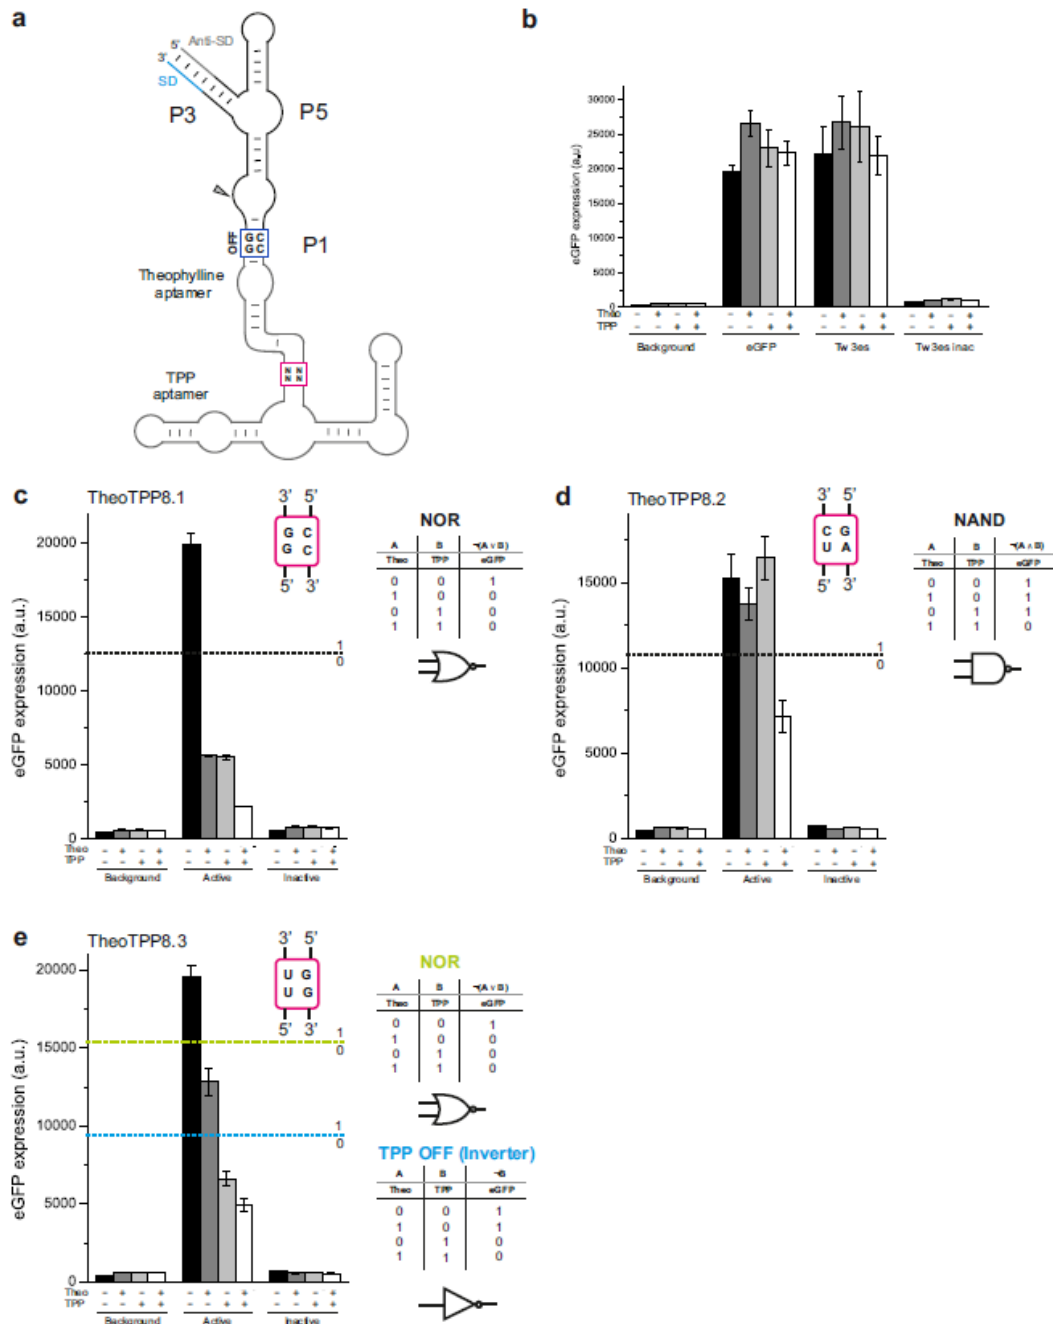 a
5'
Anti-SD
3'
SD
P3
P5
OFF
G C
G C
P1
Theophylline
aptamer
N N
N N
TPP
aptamer
b
eGFP expression (a.u)
30000
25000
20000
15000
10000
5000
0
Theo - + - + - + - + - + - + - + - +
TPP - - + + - - + + - - + + - - + +
Background eGFP Tw3es Tw3es inac
c
TheoTPP8.1
eGFP expression (a.u.)
20000
15000
10000
5000
0
3' 5'
G C
G C
5' 3'
1
0
Theo - + - + - + - + - + - +
TPP - - + + - - + + - - + +
Background Active Inactive
NOR
A B ¬(A ∨ B)
Theo TPP eGFP
0 0 1
1 0 0
0 1 0
1 1 0
d
TheoTPP8.2
eGFP expression (a.u.)
15000
10000
5000
0
3' 5'
C G
U A
5' 3'
1
0
Theo - + - + - + - + - + - +
TPP - - + + - - + + - - + +
Background Active Inactive
NAND
A B ¬(A ∧ B)
Theo TPP eGFP
0 0 1
1 0 1
0 1 1
1 1 0
e
TheoTPP8.3
eGFP expression (a.u.)
20000
15000
10000
5000
0
3' 5'
U G
U G
5' 3'
1
0
1
0
Theo - + - + - + - + - + - +
TPP - - + + - - + + - - + +
Background Active Inactive
NOR
A B ¬(A ∨ B)
Theo TPP eGFP
0 0 1
1 0 0
0 1 0
1 1 0
TPP OFF (Inverter)
A B ¬B
Theo TPP eGFP
0 0 1
1 0 1
0 1 0
1 1 0